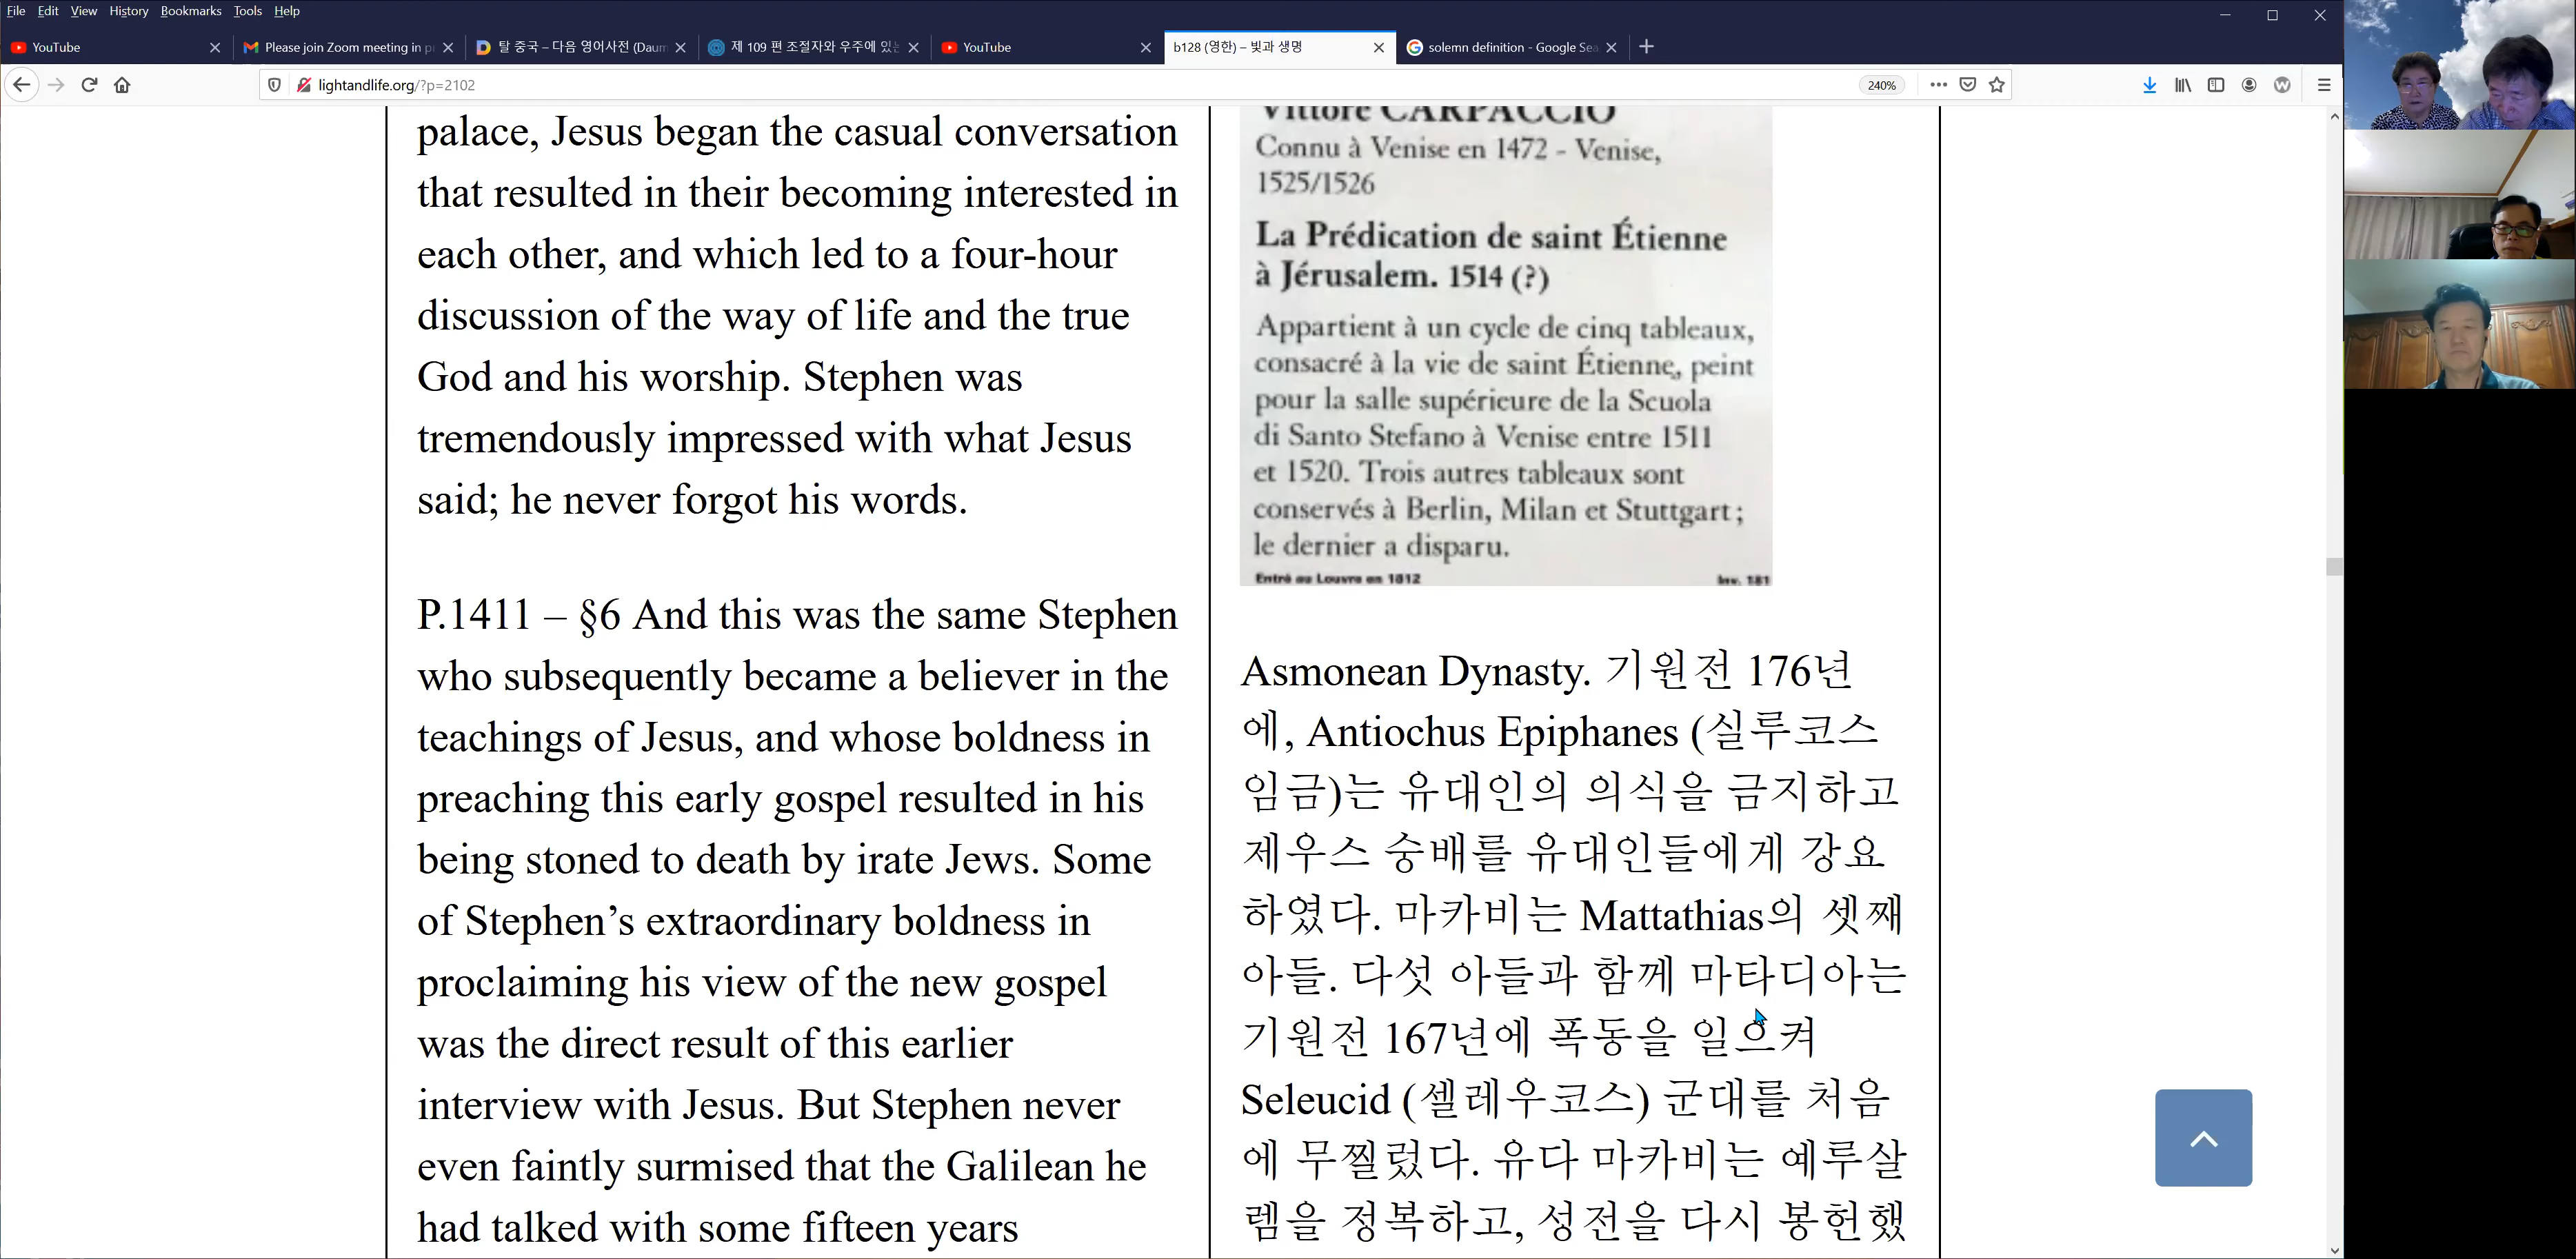 File Edit View History Bookmarks Tools Help
YouTube
Please join Zoom meeting in p
탈 중국 – 다음 영어사전 (Daum
제 109 편 조절자와 우주에 있는
YouTube
b128 (영한) – 빛과 생명
solemn definition - Google Sea
lightandlife.org/?p=2102
240%
palace, Jesus began the casual conversation
that resulted in their becoming interested in
each other, and which led to a four-hour
discussion of the way of life and the true
God and his worship. Stephen was
tremendously impressed with what Jesus
said; he never forgot his words.
P.1411 – §6 And this was the same Stephen
who subsequently became a believer in the
teachings of Jesus, and whose boldness in
preaching this early gospel resulted in his
being stoned to death by irate Jews. Some
of Stephen’s extraordinary boldness in
proclaiming his view of the new gospel
was the direct result of this earlier
interview with Jesus. But Stephen never
even faintly surmised that the Galilean he
had talked with some fifteen years
Vittore CARPACCIO
Connu à Venise en 1472 - Venise,
1525/1526
La Prédication de saint Étienne
à Jérusalem. 1514 (?)
Appartient à un cycle de cinq tableaux,
consacré à la vie de saint Étienne, peint
pour la salle supérieure de la Scuola
di Santo Stefano à Venise entre 1511
et 1520. Trois autres tableaux sont
conservés à Berlin, Milan et Stuttgart ;
le dernier a disparu.
Entré au Louvre en 1812
Inv. 181
Asmonean Dynasty. 기원전 176년
에, Antiochus Epiphanes (실루코스
임금)는 유대인의 의식을 금지하고
제우스 숭배를 유대인들에게 강요
하였다. 마카비는 Mattathias의 셋째
아들. 다섯 아들과 함께 마타디아는
기원전 167년에 폭동을 일으켜
Seleucid (셀레우코스) 군대를 처음
에 무찔렀다. 유다 마카비는 예루살
렘을 정복하고, 성전을 다시 봉헌했